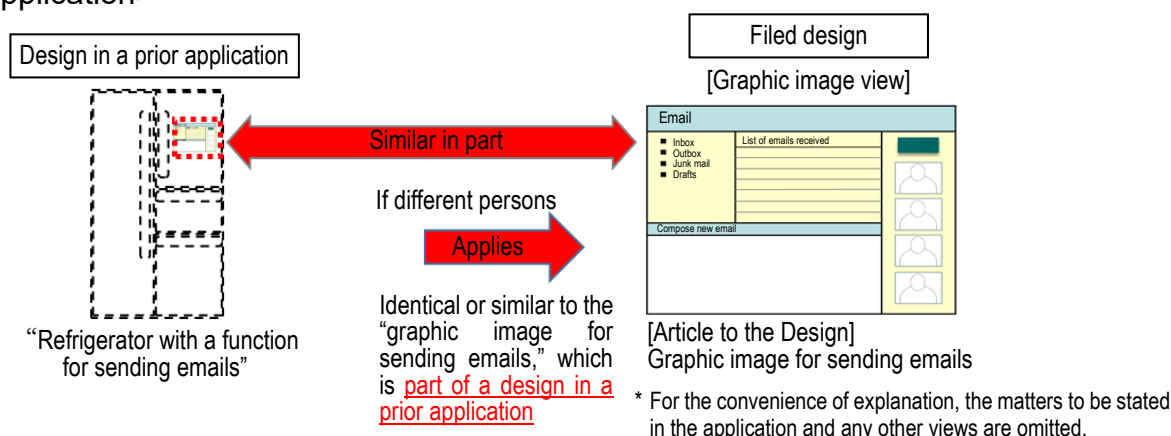 pplication.
Design in a prior application
“Refrigerator with a function
for sending emails”
Similar in part
If different persons
Applies
Identical or similar to the
“graphic image for
sending emails,” which
is part of a design in a
prior application
Filed design
[Graphic image view]
Email
Inbox
Outbox
Junk mail
Drafts
List of emails received
Compose new email
[Article to the Design]
Graphic image for sending emails
* For the convenience of explanation, the matters to be stated
in the application and any other views are omitted.